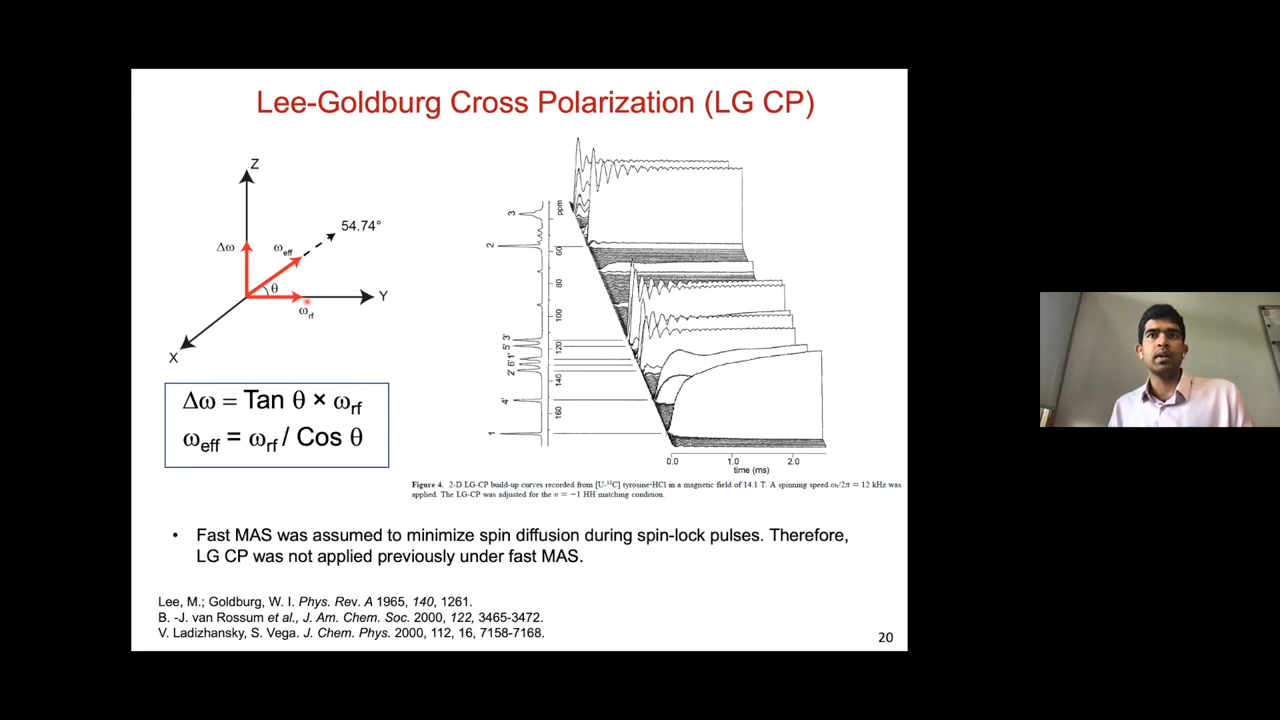 Lee-Goldburg Cross Polarization (LG CP)
Z
54.74°
Δω
ωeff
θ
Y
ωrf
X
Δω = Tan θ × ωrf
ωeff = ωrf / Cos θ
3
2
5' 3'
2' 6'1'
4'
1
ppm
60
80
100
120
140
160
0.0 1.0 2.0
time (ms)
Figure 4. 2-D LG-CP build-up curves recorded from [U-¹³C] tyrosine·HCl in a magnetic field of 14.1 T. A spinning speed ωr/2π = 12 kHz was
applied. The LG-CP was adjusted for the n = −1 HH matching condition.
• Fast MAS was assumed to minimize spin diffusion during spin-lock pulses. Therefore,
LG CP was not applied previously under fast MAS.
Lee, M.; Goldburg, W. I. Phys. Rev. A 1965, 140, 1261.
B. -J. van Rossum et al., J. Am. Chem. Soc. 2000, 122, 3465-3472.
V. Ladizhansky, S. Vega. J. Chem. Phys. 2000, 112, 16, 7158-7168.
20